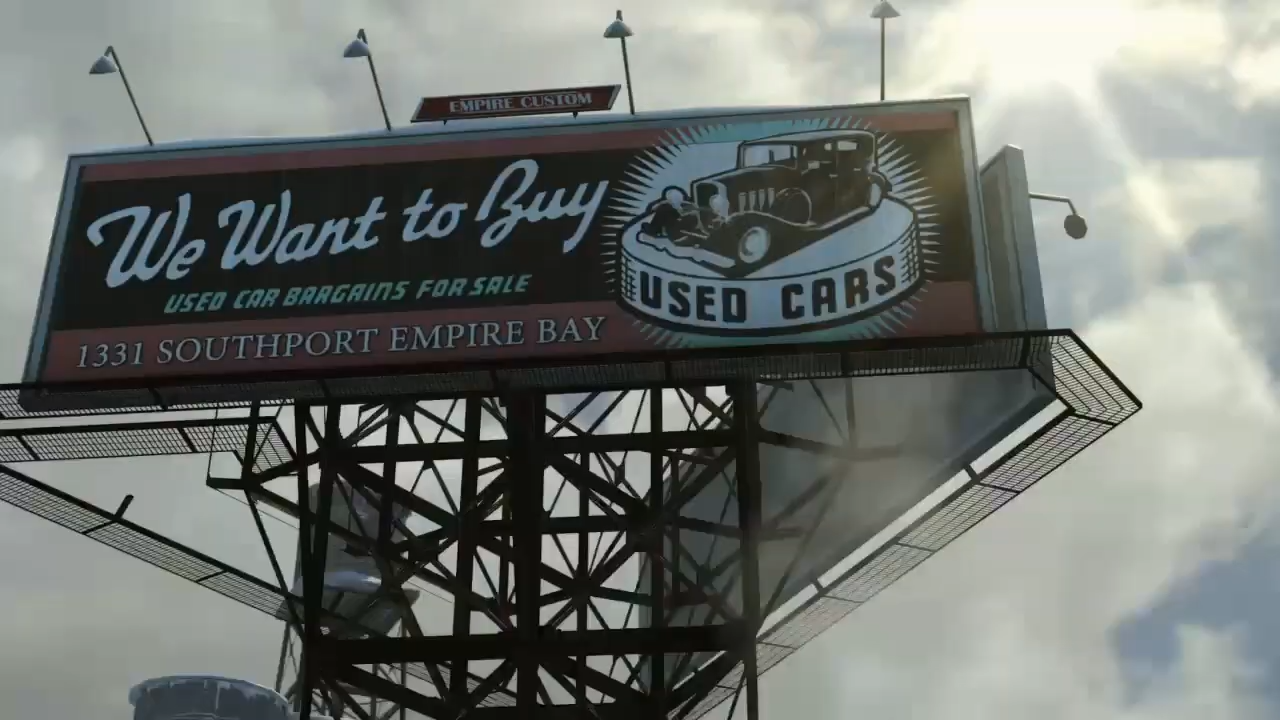 EMPIRE CUSTOM
We Want to Buy
USED CAR BARGAINS FOR SALE
1331 SOUTHPORT EMPIRE BAY
USED CARS